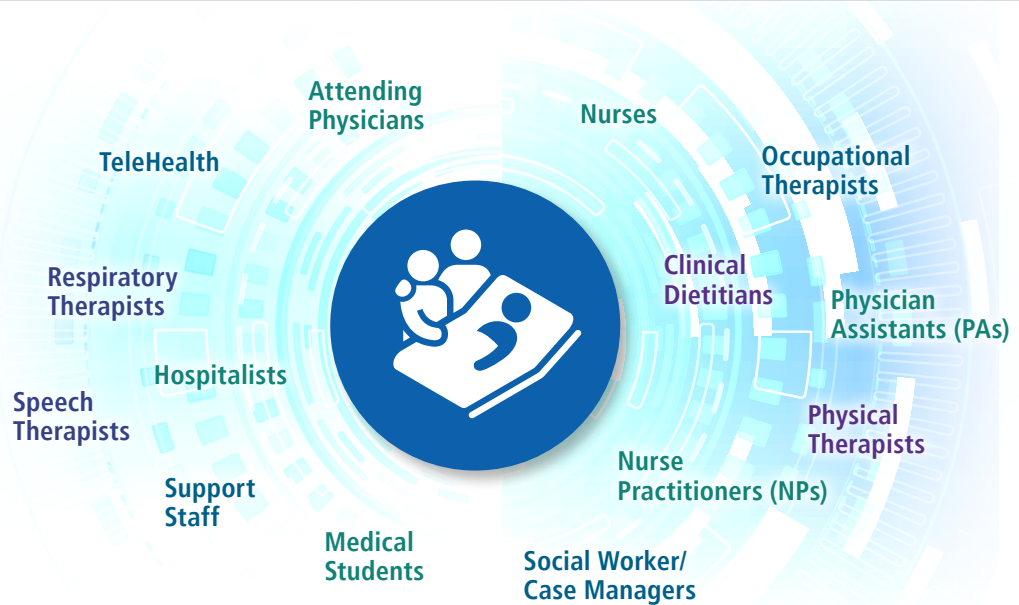 Attending
Physicians
Nurses
TeleHealth
Occupational
Therapists
Respiratory
Therapists
Clinical
Dietitians
Physician
Assistants (PAs)
Hospitalists
Speech
Therapists
Physical
Therapists
Nurse
Practitioners (NPs)
Support
Staff
Medical
Students
Social Worker/
Case Managers